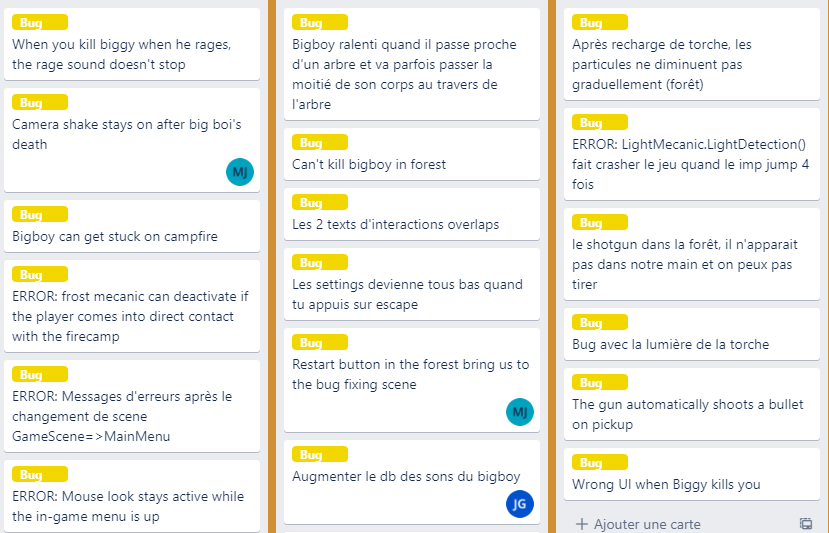 Bug
When you kill biggy when he rages,
the rage sound doesn't stop
Bug
Camera shake stays on after big boi's
death
MJ
Bug
Bigboy can get stuck on campfire
Bug
ERROR: frost mecanic can deactivate if
the player comes into direct contact
with the firecamp
Bug
ERROR: Messages d'erreurs après le
changement de scene
GameScene=>MainMenu
Bug
ERROR: Mouse look stays active while
the in-game menu is up
Bug
Bigboy ralenti quand il passe proche
d'un arbre et va parfois passer la
moitié de son corps au travers de
l'arbre
Bug
Can't kill bigboy in forest
Bug
Les 2 texts d'interactions overlaps
Bug
Les settings devienne tous bas quand
tu appuis sur escape
Bug
Restart button in the forest bring us to
the bug fixing scene
MJ
Bug
Augmenter le db des sons du bigboy
JG
Bug
Après recharge de torche, les
particules ne diminuent pas
graduellement (forêt)
Bug
ERROR: LightMecanic.LightDetection()
fait crasher le jeu quand le imp jump 4
fois
Bug
le shotgun dans la forêt, il n'apparait
pas dans notre main et on peux pas
tirer
Bug
Bug avec la lumière de la torche
Bug
The gun automatically shoots a bullet
on pickup
Bug
Wrong UI when Biggy kills you
+ Ajouter une carte